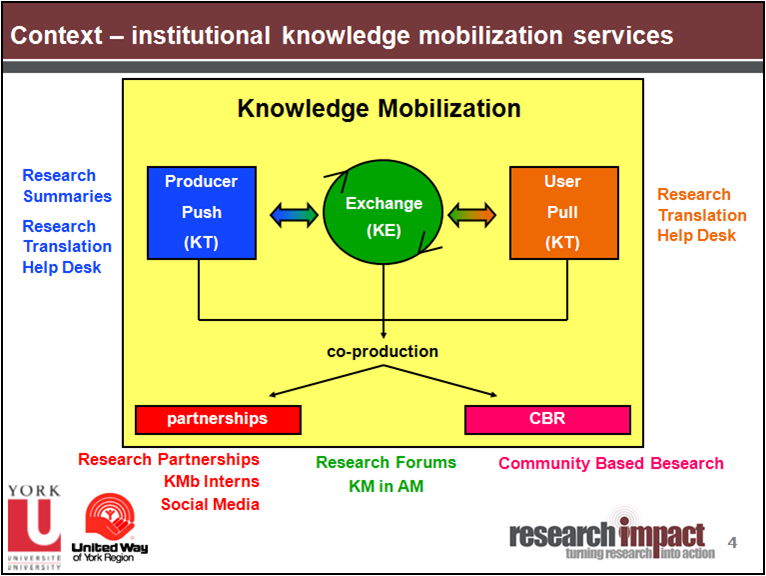 Context – institutional knowledge mobilization services
Knowledge Mobilization
Research
Summaries
Research
Translation
Help Desk
Producer
Push
(KT)
Exchange
(KE)
User
Pull
(KT)
Research
Translation
Help Desk
co-production
partnerships
CBR
Research Partnerships
KMb Interns
Social Media
Research Forums
KM in AM
Community Based Besearch
YORK
U
UNIVERSITÉ
UNIVERSITY
United Way
of York Region
researchimpact
turning research into action
4